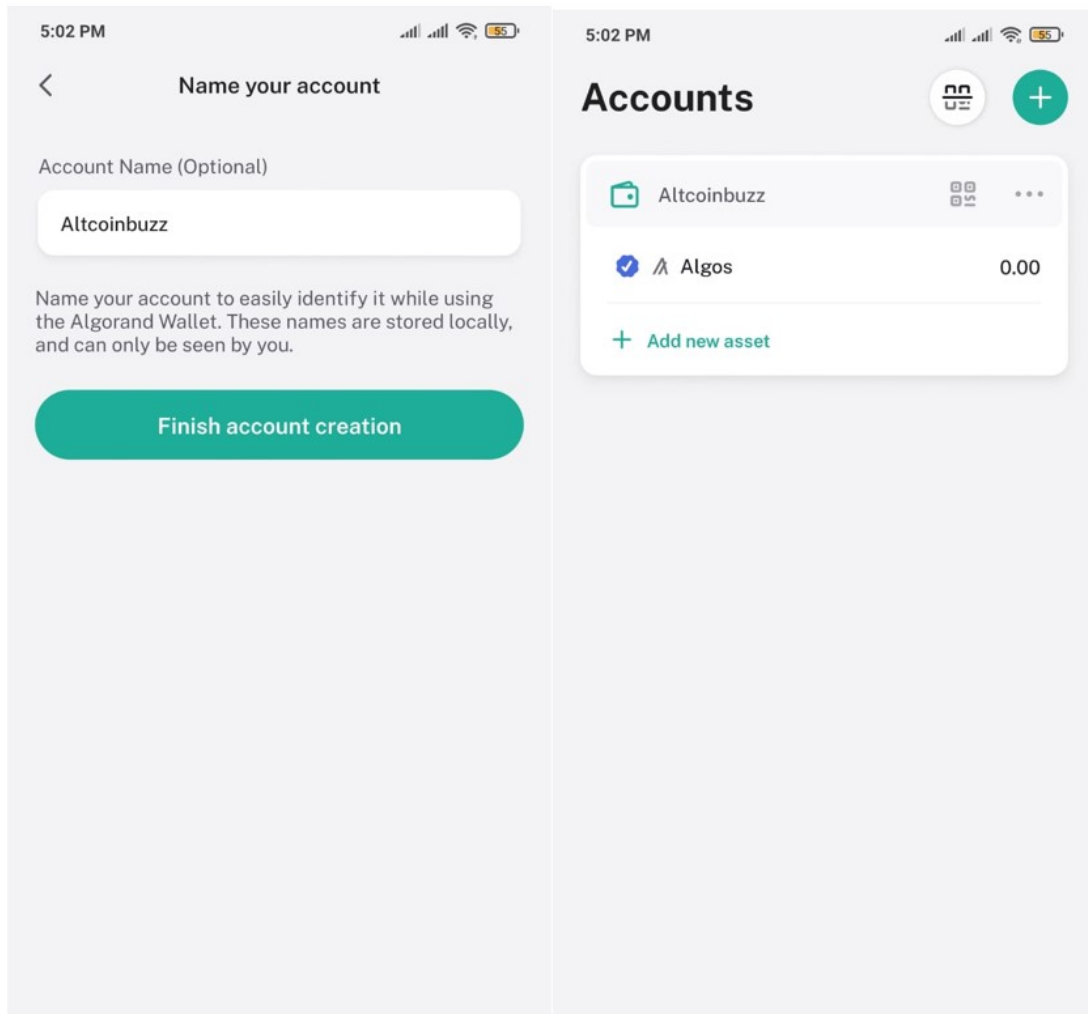 5:02 PM
55
Name your account
Account Name (Optional)
Altcoinbuzz
Name your account to easily identify it while using
the Algorand Wallet. These names are stored locally,
and can only be seen by you.
Finish account creation
5:02 PM
55
Accounts
Altcoinbuzz
Algos 0.00
Add new asset